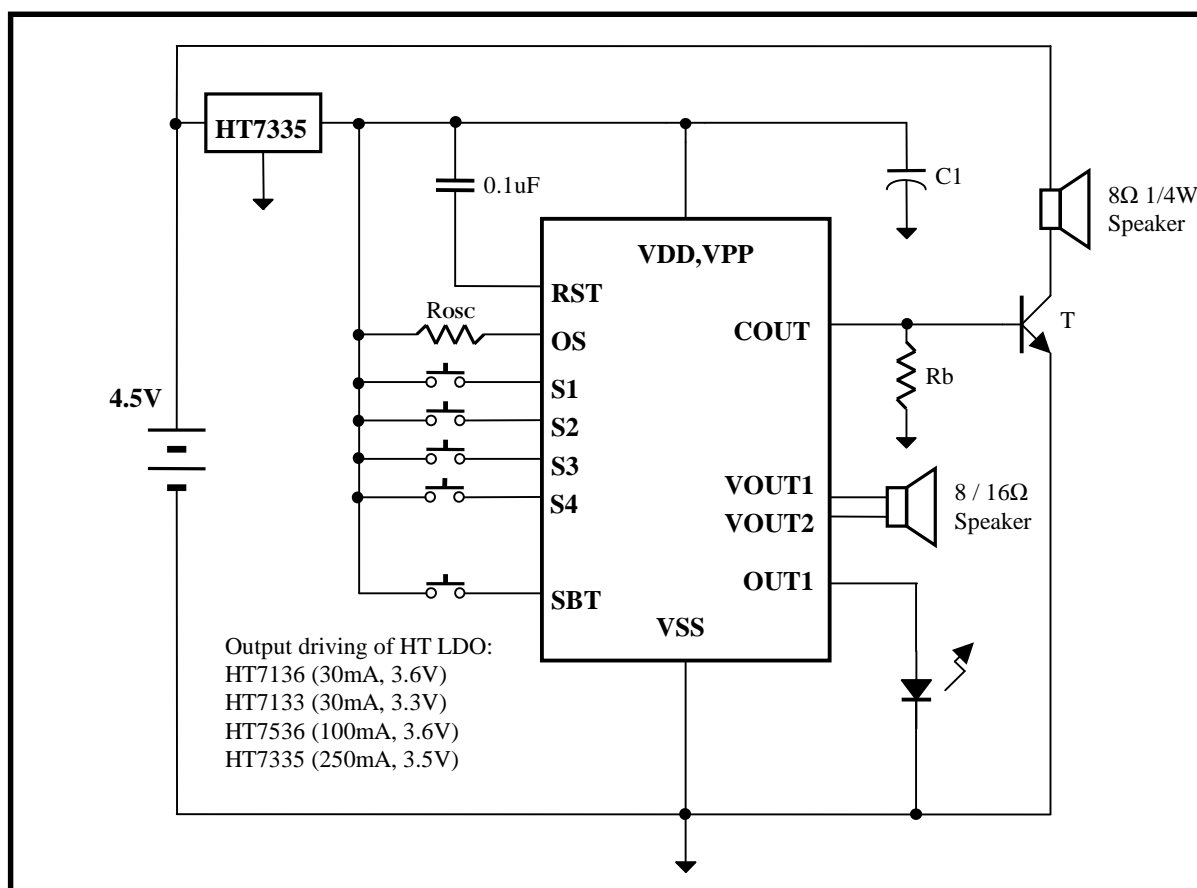 HT7335
0.1uF
C1
8Ω 1/4W
Speaker
VDD,VPP
RST
Rosc
OS
COUT
T
S1
Rb
4.5V
S2
S3
S4
VOUT1
VOUT2
8 / 16Ω
Speaker
OUT1
SBT
VSS
Output driving of HT LDO:
HT7136 (30mA, 3.6V)
HT7133 (30mA, 3.3V)
HT7536 (100mA, 3.6V)
HT7335 (250mA, 3.5V)